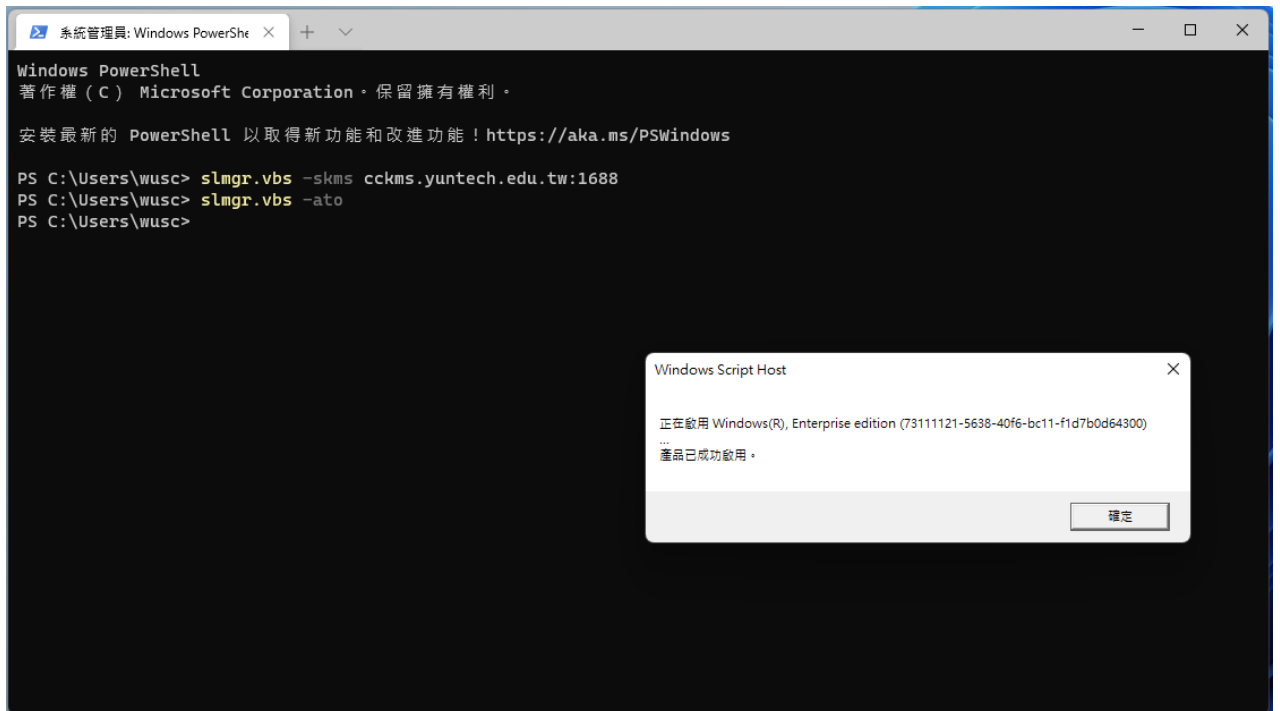 系統管理員: Windows PowerShe
Windows PowerShell
著作權 (C) Microsoft Corporation。保留擁有權利。
安裝最新的 PowerShell 以取得新功能和改進功能！https://aka.ms/PSWindows
PS C:\Users\wusc> slmgr.vbs -skms cckms.yuntech.edu.tw:1688
PS C:\Users\wusc> slmgr.vbs -ato
PS C:\Users\wusc>
Windows Script Host
正在啟用 Windows(R), Enterprise edition (73111121-5638-40f6-bc11-f1d7b0d64300)
...
產品已成功啟用。
確定